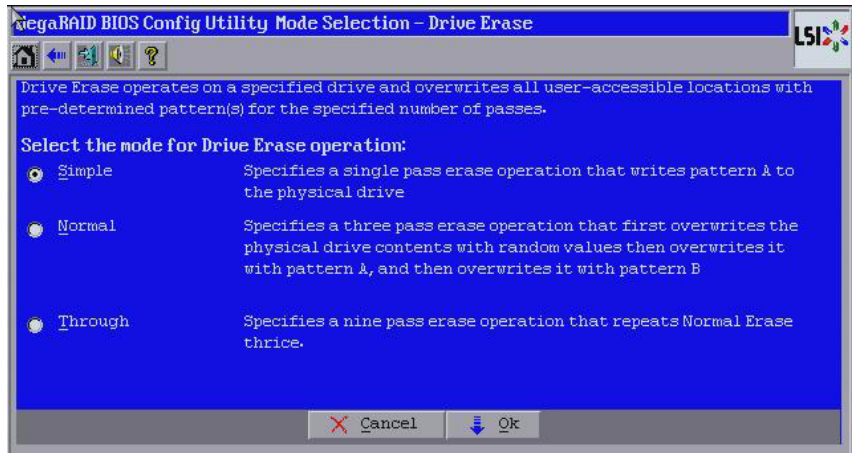 MegaRAID BIOS Config Utility Mode Selection – Drive Erase
LSI
Drive Erase operates on a specified drive and overwrites all user-accessible locations with
pre-determined pattern(s) for the specified number of passes.
Select the mode for Drive Erase operation:
Simple Specifies a single pass erase operation that writes pattern A to
the physical drive
Normal Specifies a three pass erase operation that first overwrites the
physical drive contents with random values then overwrites it
with pattern A, and then overwrites it with pattern B
Through Specifies a nine pass erase operation that repeats Normal Erase
thrice.
Cancel Ok